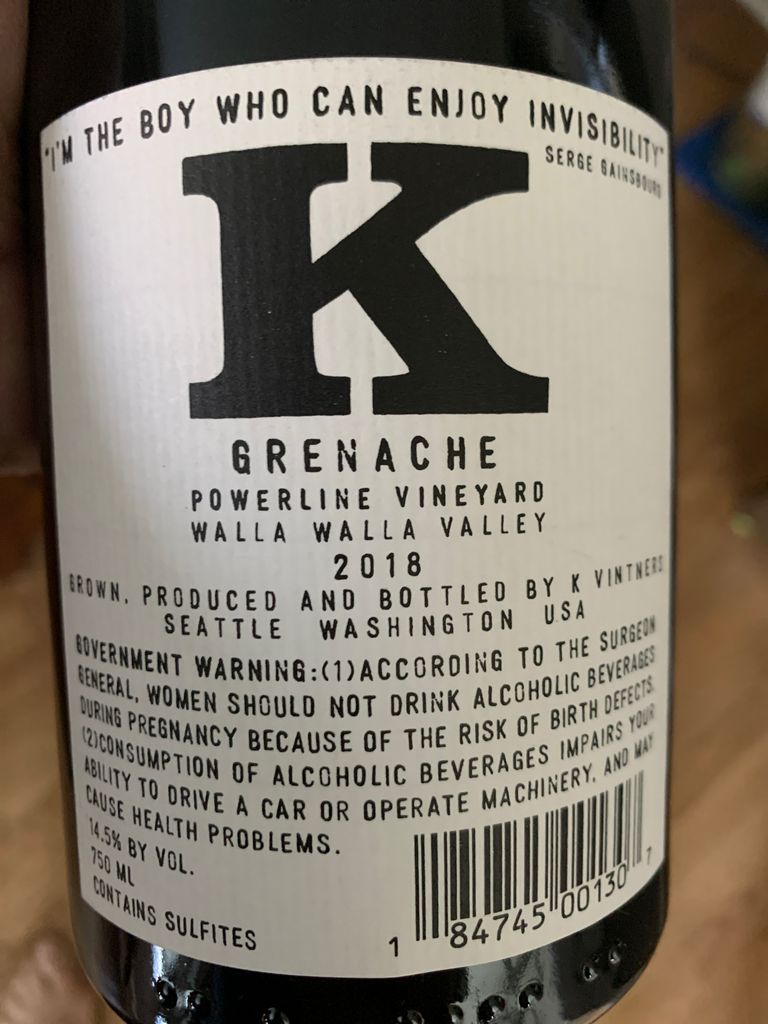 "I'M THE BOY WHO CAN ENJOY INVISIBILITY"
SERGE GAINSBOURG
K
GRENACHE
POWERLINE VINEYARD
WALLA WALLA VALLEY
2018
GROWN, PRODUCED AND BOTTLED BY K VINTNERS
SEATTLE WASHINGTON USA
GOVERNMENT WARNING:(1)ACCORDING TO THE SURGEON
GENERAL, WOMEN SHOULD NOT DRINK ALCOHOLIC BEVERAGES
DURING PREGNANCY BECAUSE OF THE RISK OF BIRTH DEFECTS.
(2)CONSUMPTION OF ALCOHOLIC BEVERAGES IMPAIRS YOUR
ABILITY TO DRIVE A CAR OR OPERATE MACHINERY, AND MAY
CAUSE HEALTH PROBLEMS.
14.5% BY VOL.
750 ML
CONTAINS SULFITES
1 84745 00130 7